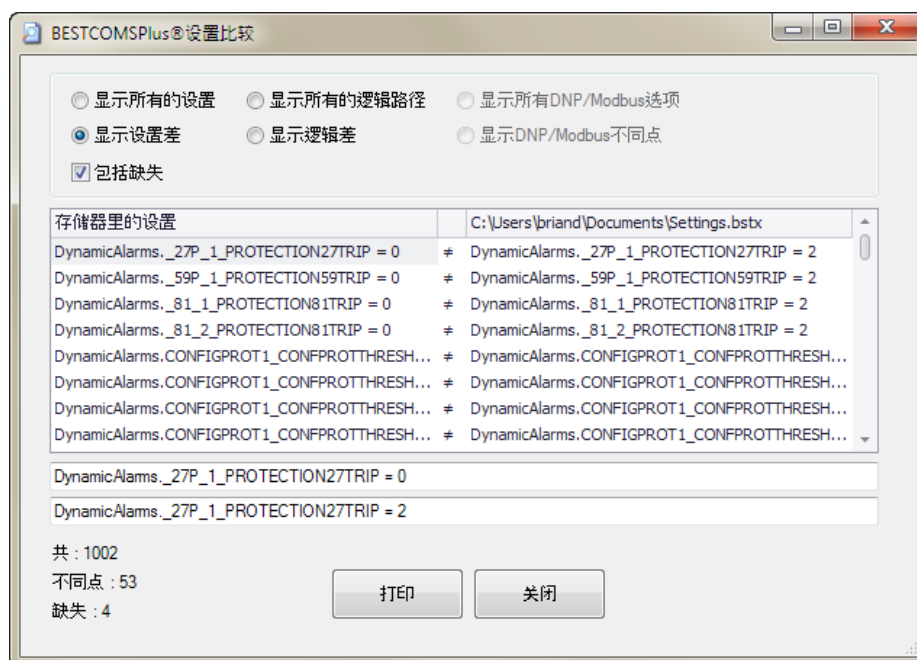 BESTCOMSPlus®设置比较
显示所有的设置 显示所有的逻辑路径 显示所有DNP/Modbus选项
显示设置差 显示逻辑差 显示DNP/Modbus不同点
包括缺失
存储器里的设置 C:\Users\briand\Documents\Settings.bstx
DynamicAlarms._27P_1_PROTECTION27TRIP = 0 ≠ DynamicAlarms._27P_1_PROTECTION27TRIP = 2
DynamicAlarms._59P_1_PROTECTION59TRIP = 0 ≠ DynamicAlarms._59P_1_PROTECTION59TRIP = 2
DynamicAlarms._81_1_PROTECTION81TRIP = 0 ≠ DynamicAlarms._81_1_PROTECTION81TRIP = 2
DynamicAlarms._81_2_PROTECTION81TRIP = 0 ≠ DynamicAlarms._81_2_PROTECTION81TRIP = 2
DynamicAlarms.CONFIGPROT1_CONFPROTTHRESH... ≠ DynamicAlarms.CONFIGPROT1_CONFPROTTHRESH...
DynamicAlarms.CONFIGPROT1_CONFPROTTHRESH... ≠ DynamicAlarms.CONFIGPROT1_CONFPROTTHRESH...
DynamicAlarms.CONFIGPROT1_CONFPROTTHRESH... ≠ DynamicAlarms.CONFIGPROT1_CONFPROTTHRESH...
DynamicAlarms.CONFIGPROT1_CONFPROTTHRESH... ≠ DynamicAlarms.CONFIGPROT1_CONFPROTTHRESH...
DynamicAlarms._27P_1_PROTECTION27TRIP = 0
DynamicAlarms._27P_1_PROTECTION27TRIP = 2
共 : 1002
不同点 : 53
缺失 : 4
打印 关闭